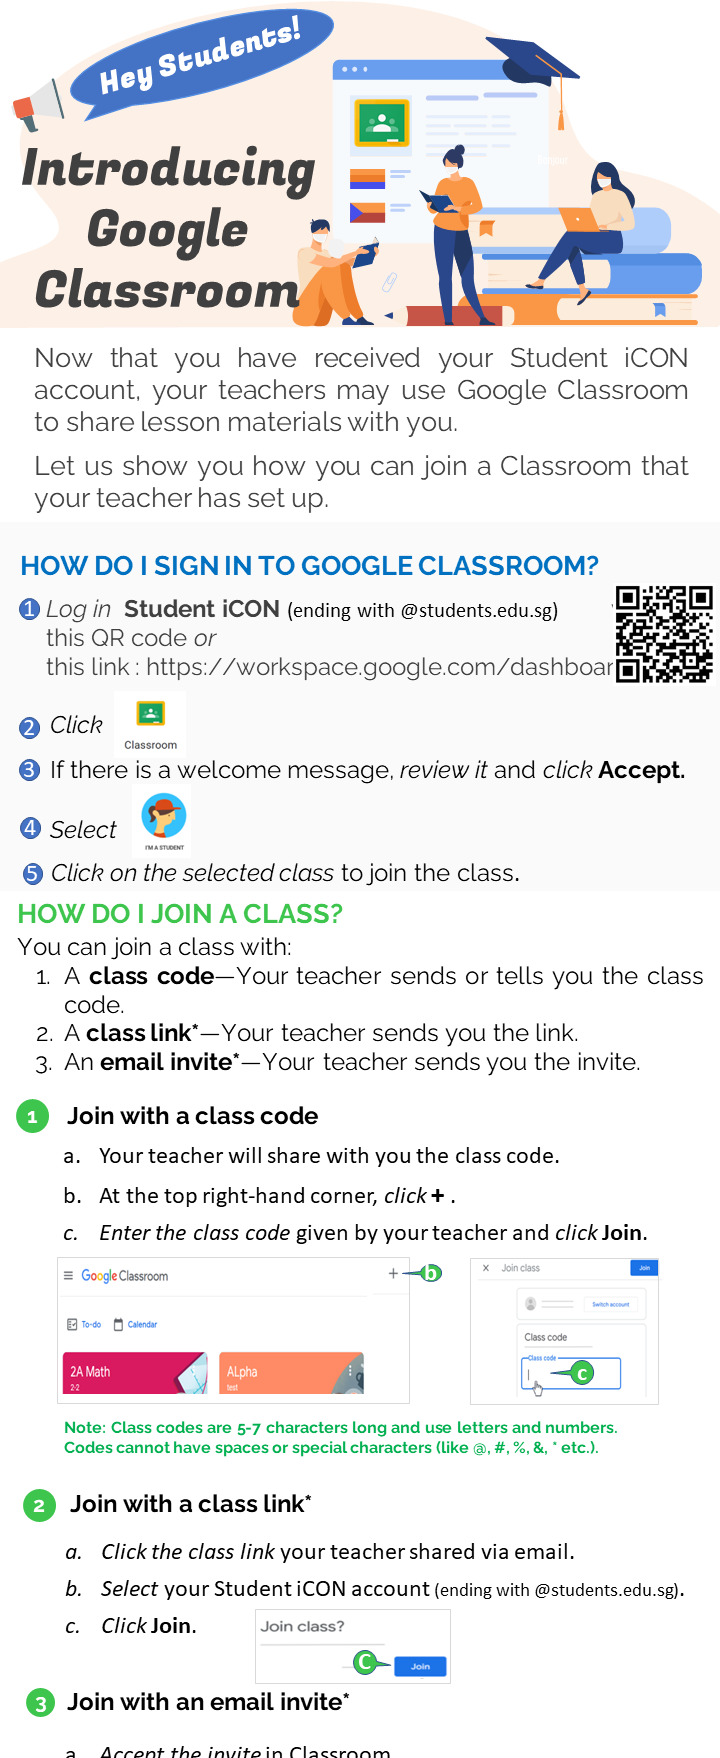 Hey Students!
Introducing
Google
Classroom
Now that you have received your Student iCON
account, your teachers may use Google Classroom
to share lesson materials with you.
Let us show you how you can join a Classroom that
your teacher has set up.
HOW DO I SIGN IN TO GOOGLE CLASSROOM?
1 Log in Student iCON (ending with @students.edu.sg)
this QR code or
this link : https://workspace.google.com/dashboar
2 Click
Classroom
3 If there is a welcome message, review it and click Accept.
4 Select
I'M A STUDENT
5 Click on the selected class to join the class.
HOW DO I JOIN A CLASS?
You can join a class with:
1. A class code—Your teacher sends or tells you the class
code.
2. A class link*—Your teacher sends you the link.
3. An email invite*—Your teacher sends you the invite.
1 Join with a class code
a. Your teacher will share with you the class code.
b. At the top right-hand corner, click + .
c. Enter the class code given by your teacher and click Join.
Google Classroom
+ b
To-do Calendar
2A Math
2-2
ALpha
test
X Join class Join
Switch account
Class code
Class code
c
Note: Class codes are 5-7 characters long and use letters and numbers.
Codes cannot have spaces or special characters (like @, #, %, &, * etc.).
2 Join with a class link*
a. Click the class link your teacher shared via email.
b. Select your Student iCON account (ending with @students.edu.sg).
c. Click Join.
Join class?
C Join
3 Join with an email invite*
a. Accept the invite in Classroom